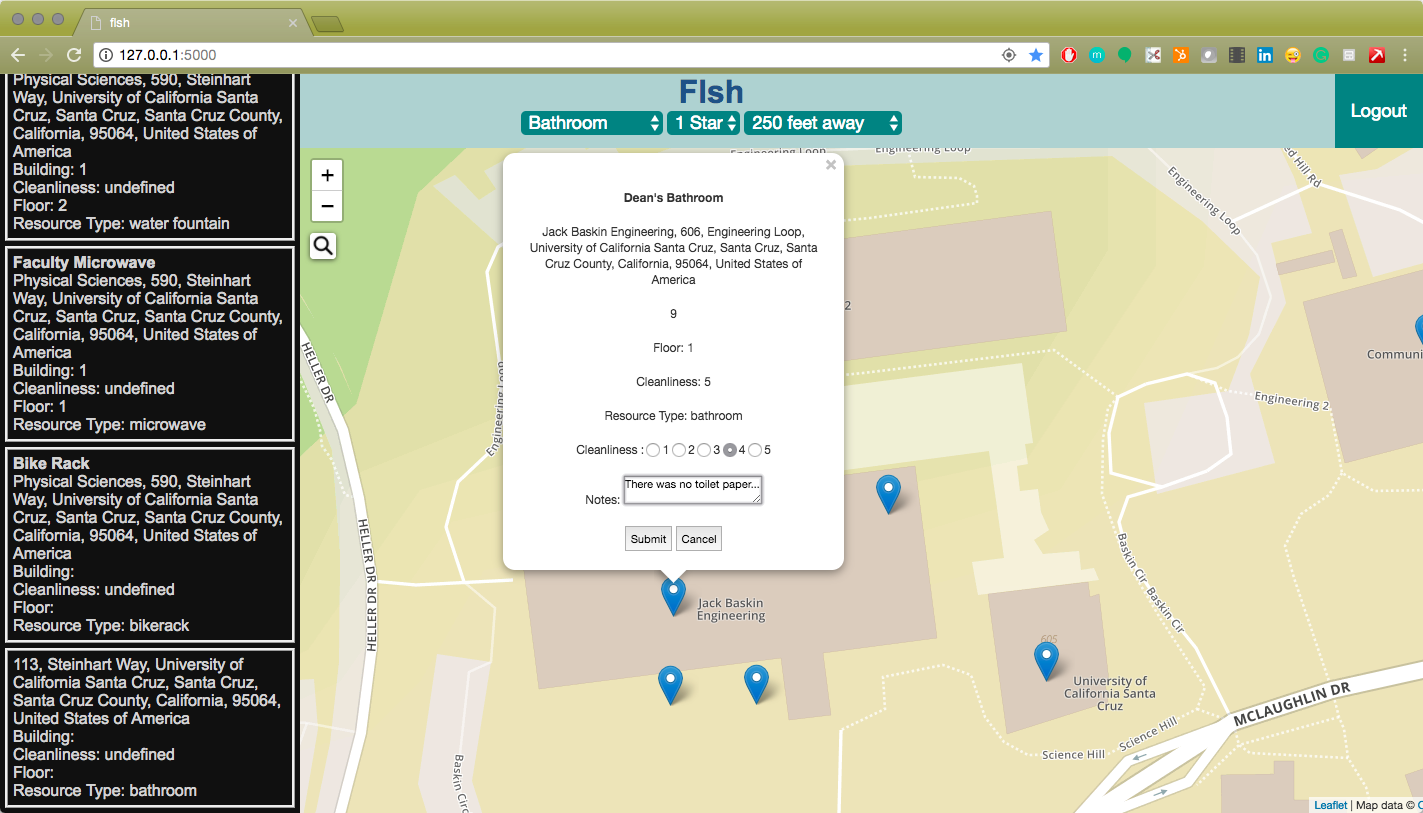 flsh
127.0.0.1:5000
Physical Sciences, 590, Steinhart
Way, University of California Santa
Cruz, Santa Cruz, Santa Cruz County,
California, 95064, United States of
America
Building: 1
Cleanliness: undefined
Floor: 2
Resource Type: water fountain
Faculty Microwave
Physical Sciences, 590, Steinhart
Way, University of California Santa
Cruz, Santa Cruz, Santa Cruz County,
California, 95064, United States of
America
Building: 1
Cleanliness: undefined
Floor: 1
Resource Type: microwave
Bike Rack
Physical Sciences, 590, Steinhart
Way, University of California Santa
Cruz, Santa Cruz, Santa Cruz County,
California, 95064, United States of
America
Building:
Cleanliness: undefined
Floor:
Resource Type: bikerack
113, Steinhart Way, University of
California Santa Cruz, Santa Cruz,
Santa Cruz County, California, 95064,
United States of America
Building:
Cleanliness: undefined
Floor:
Resource Type: bathroom
Flsh
Bathroom
1 Star
250 feet away
Logout
+
−
Dean's Bathroom
Jack Baskin Engineering, 606, Engineering Loop,
University of California Santa Cruz, Santa Cruz, Santa
Cruz County, California, 95064, United States of
America
9
Floor: 1
Cleanliness: 5
Resource Type: bathroom
Cleanliness : 1 2 3 4 5
Notes: There was no toilet paper...
Submit
Cancel
Engineering Loop
Engineering Loop
Engineering Loop
Engineering Loop
Hill Rd
2
Communi
Engineering 2
HELLER DR
HELLER DR
HELLER DR
Jack Baskin
Engineering
Baskin Cir
Baskin Cir
605
University of
California Santa
Cruz
MCLAUGHLIN DR
Science Hill
Science Hill
Baskin Circ
Leaflet | Map data ©